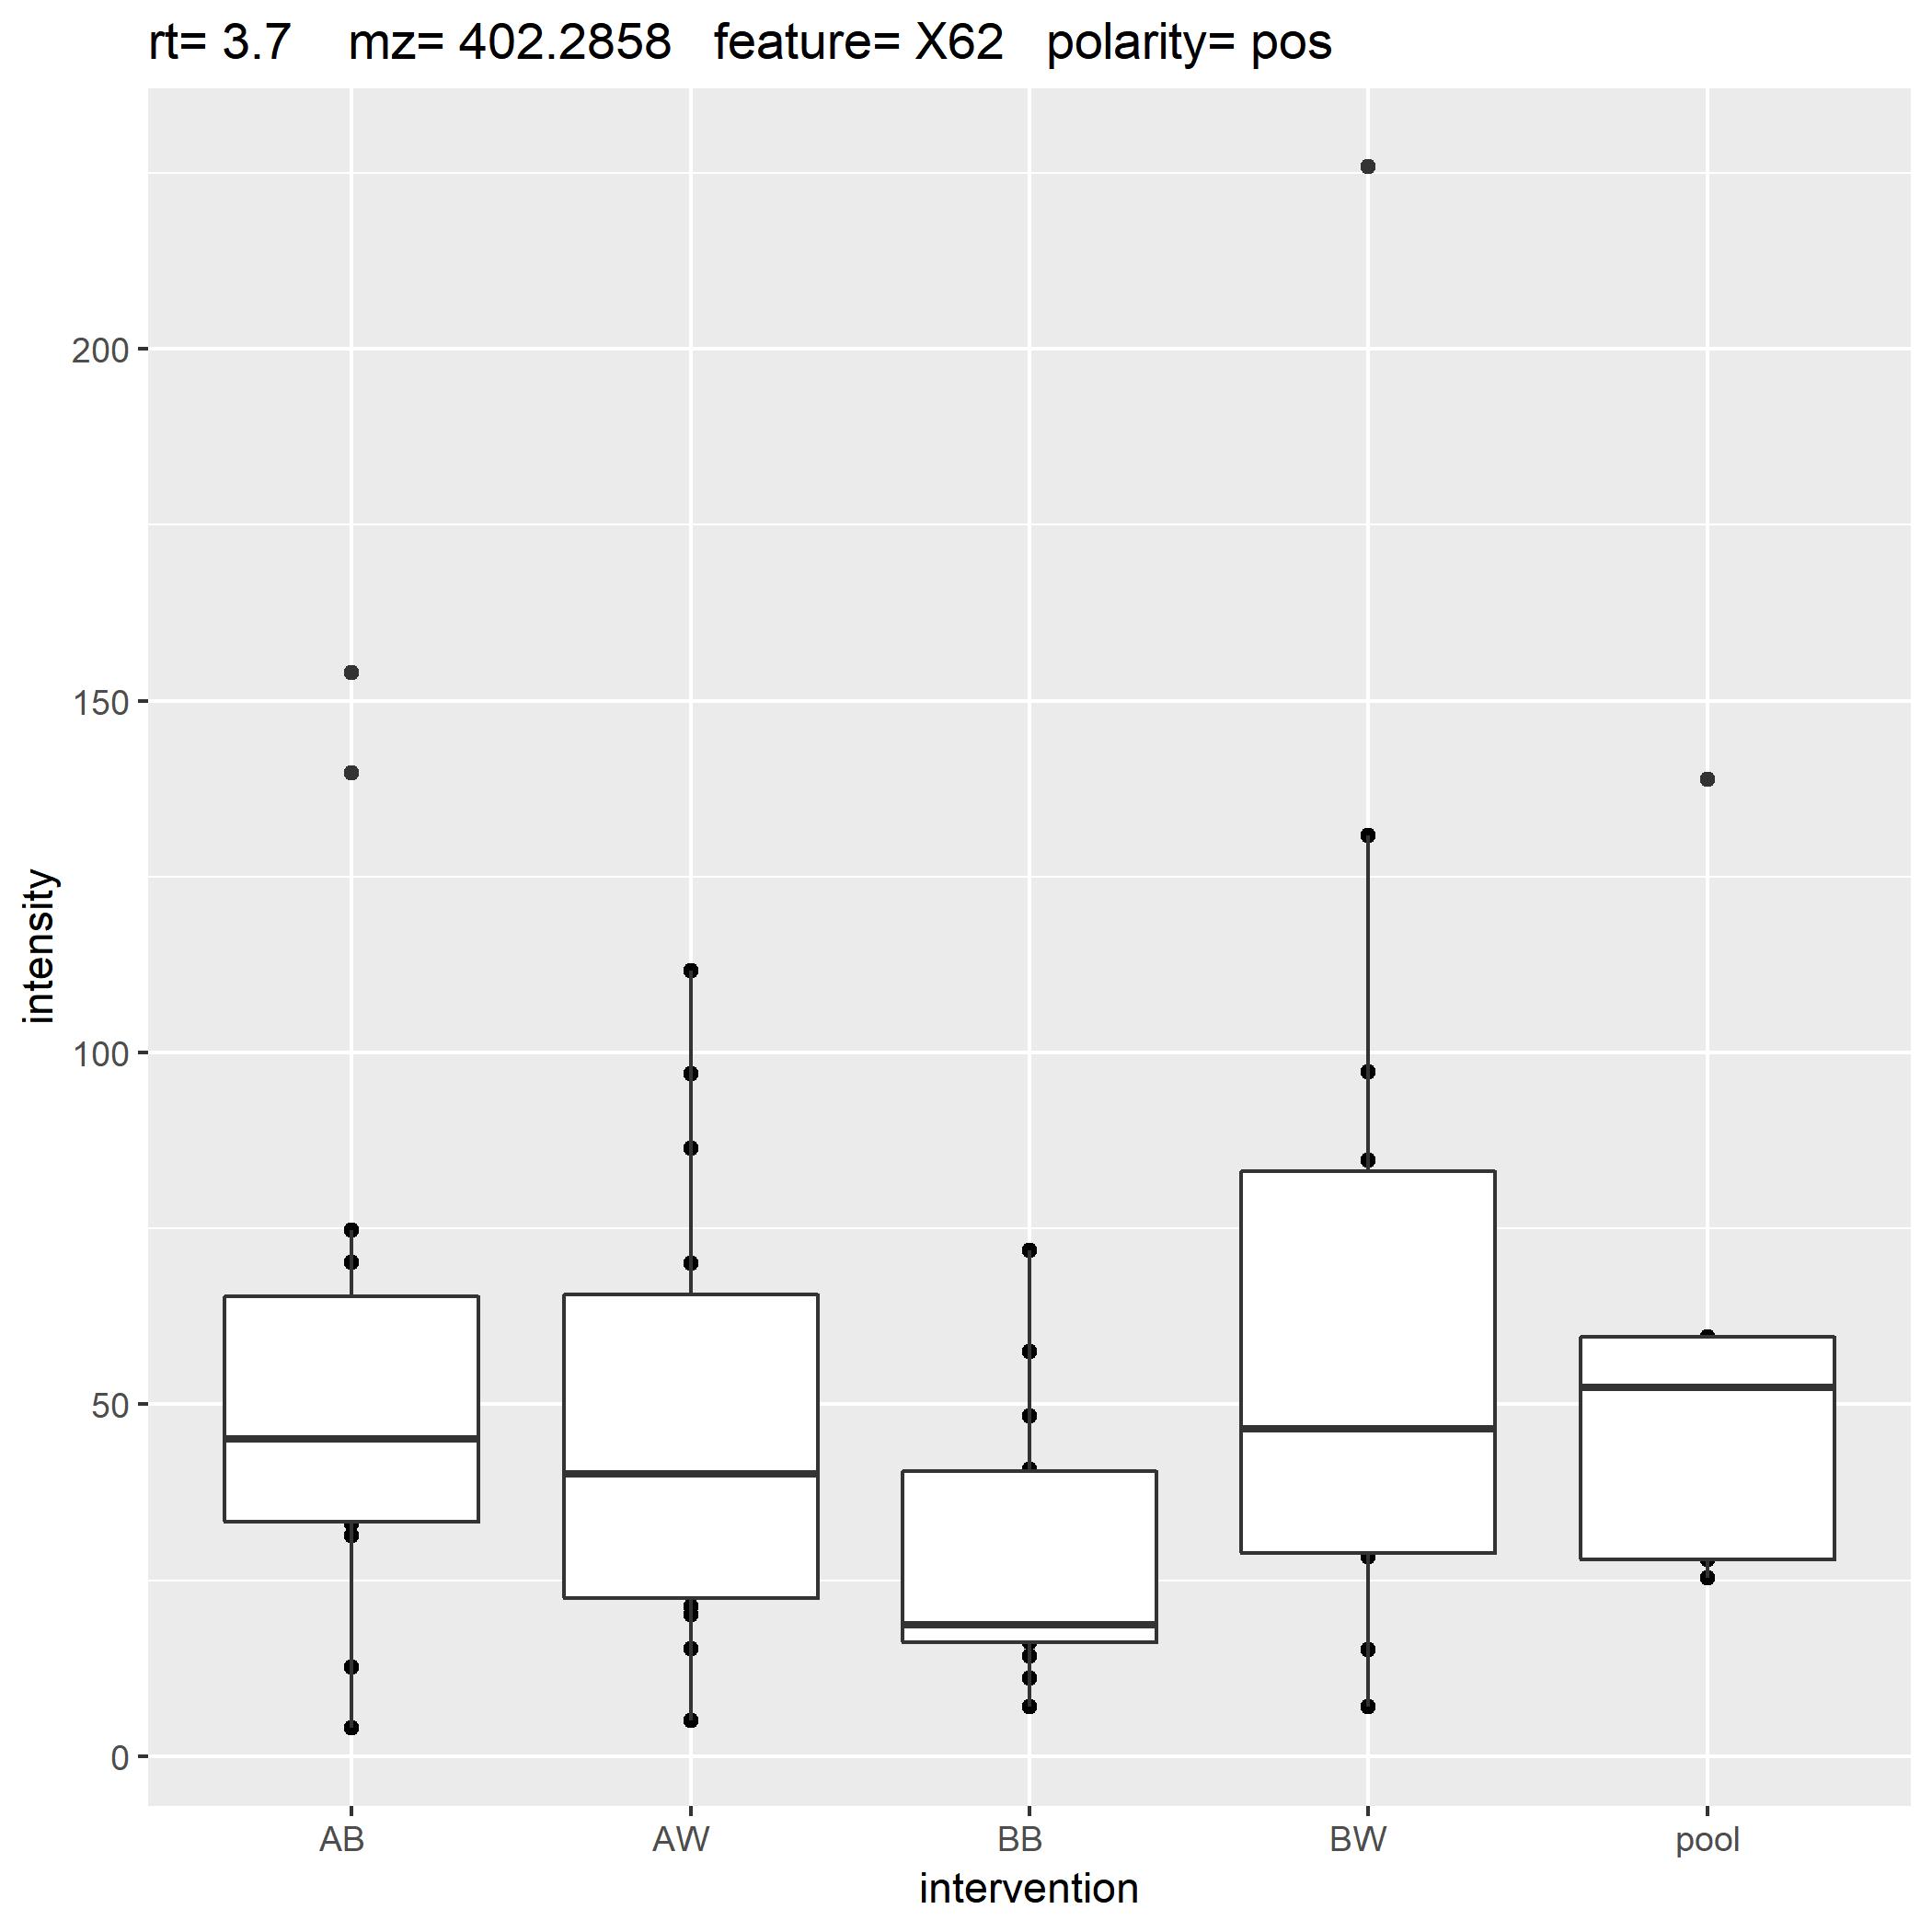 rt= 3.7    mz= 402.2858   feature= X62   polarity= pos
intensity
200
150
100
50
0
AB AW BB BW pool
intervention